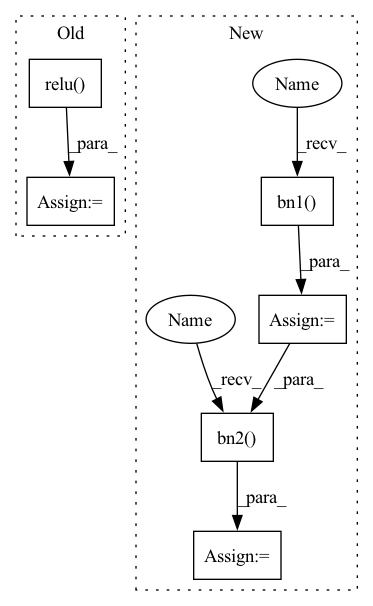 Old
New
relu()
Name
_para_
_recv_
Assign:=
bn1()
_para_
Name
Assign:=
_recv_
_para_
bn2()
_para_
Assign:=